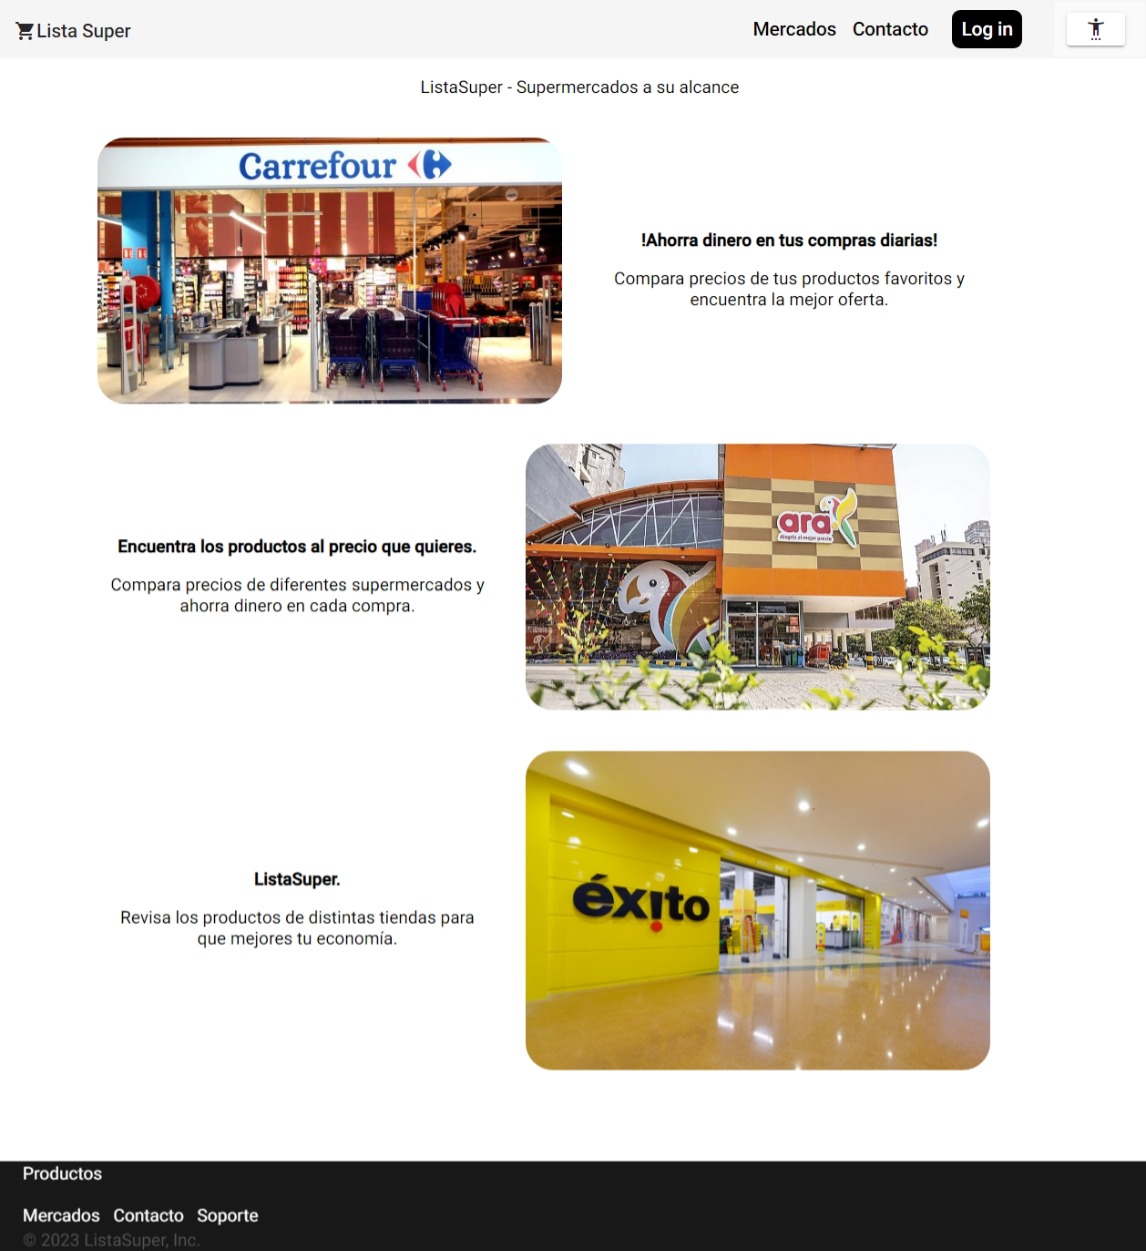 Lista Super
Mercados Contacto Log in
ListaSuper - Supermercados a su alcance
Carrefour
!Ahorra dinero en tus compras diarias!
Compara precios de tus productos favoritos y
encuentra la mejor oferta.
ara
Alegría al mejor precio
Encuentra los productos al precio que quieres.
Compara precios de diferentes supermercados y
ahorra dinero en cada compra.
éxito
ListaSuper.
Revisa los productos de distintas tiendas para
que mejores tu economía.
Productos
Mercados Contacto Soporte
© 2023 ListaSuper, Inc.